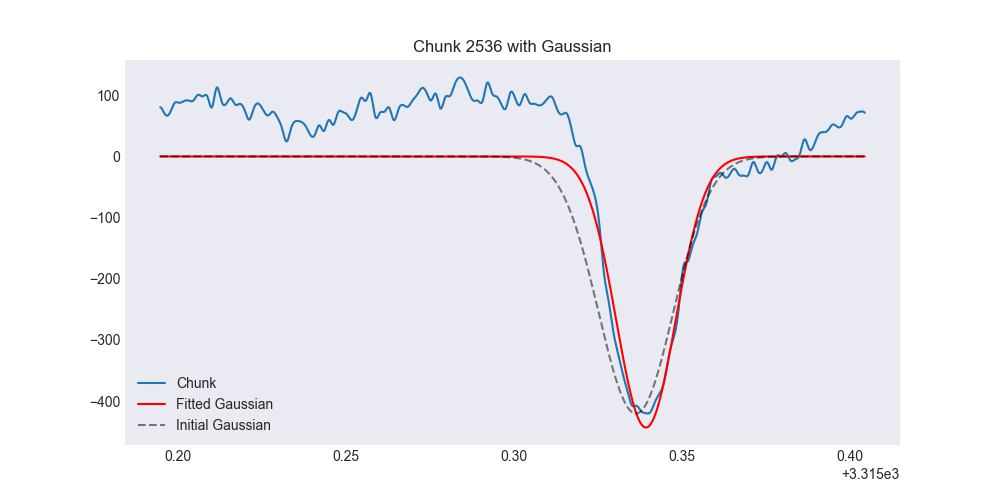 Chunk 2536 with Gaussian
100
0
−100
−200
−300
−400
Chunk
Fitted Gaussian
Initial Gaussian
0.20 0.25 0.30 0.35 0.40
+3.315e3